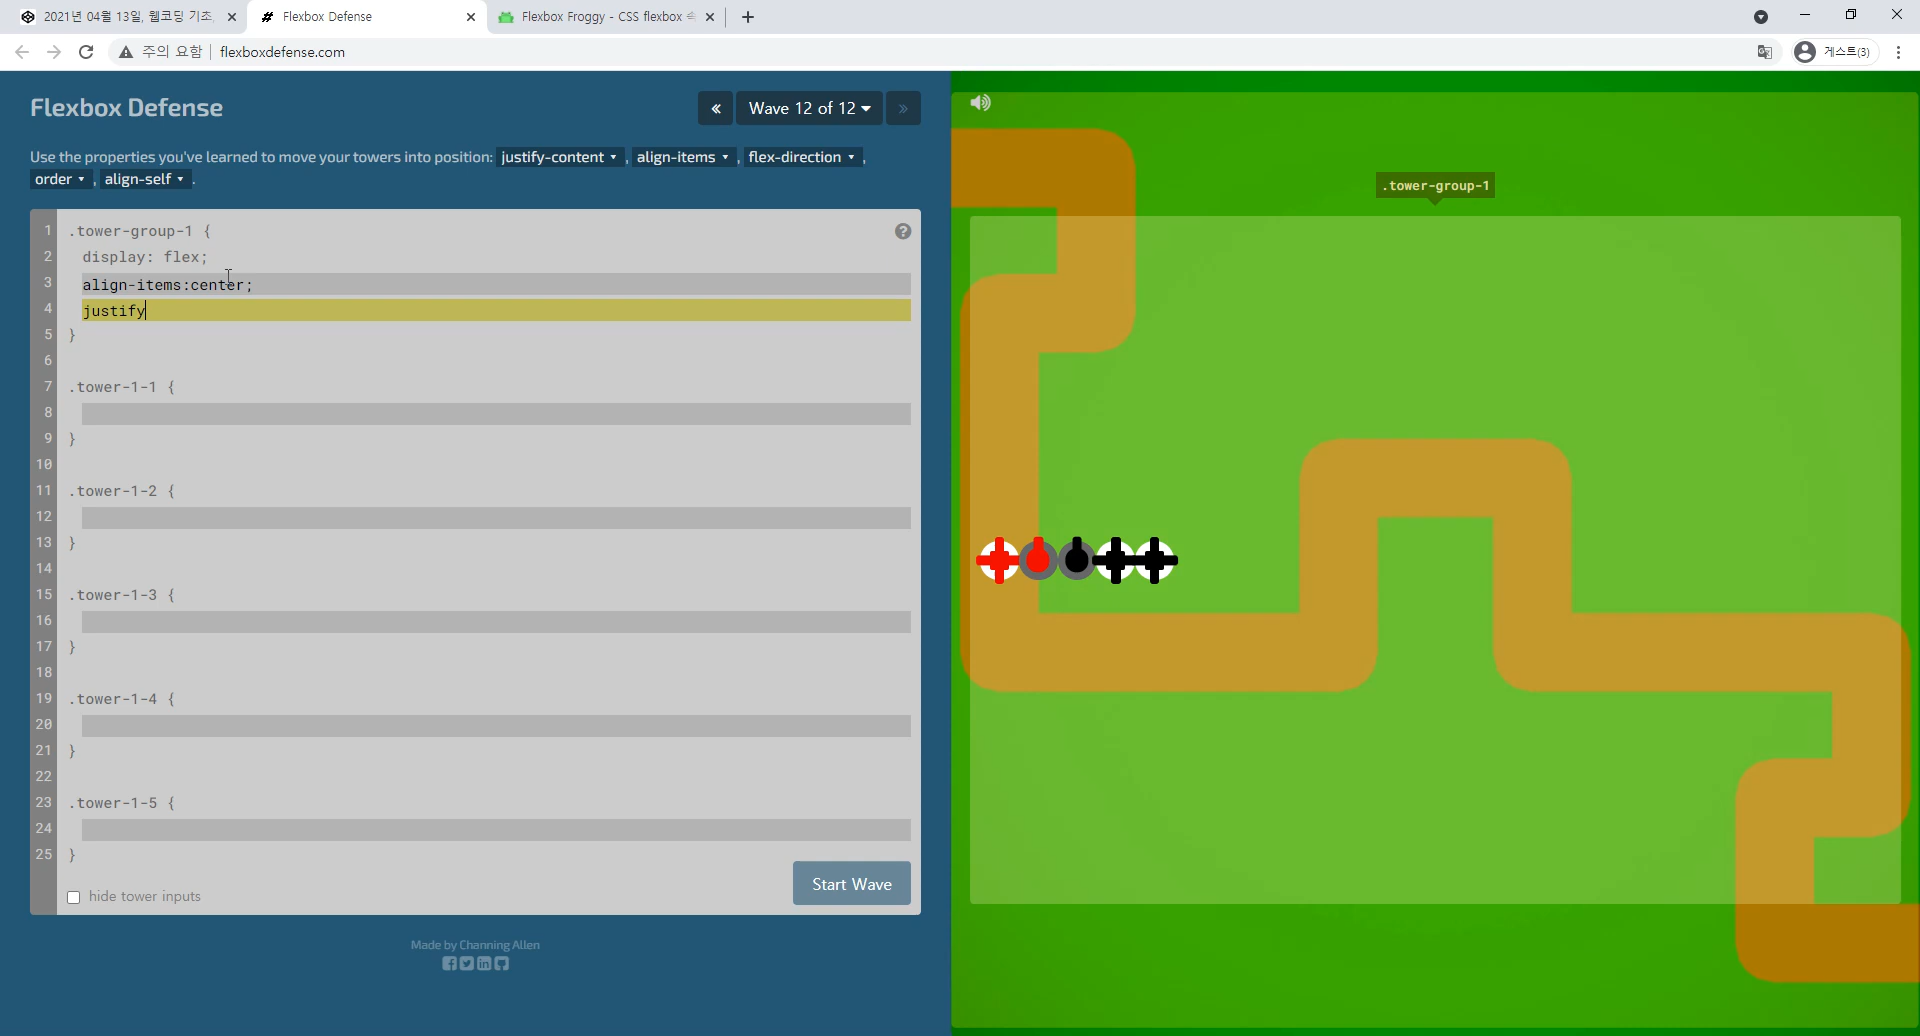 2021년 04월 13일, 웹코딩 기초,
Flexbox Defense
Flexbox Froggy - CSS flexbox 속
주의 요함
flexboxdefense.com
게스트(3)
Flexbox Defense
« Wave 12 of 12 »
Use the properties you've learned to move your towers into position: justify-content , align-items , flex-direction ,
order , align-self .
1 .tower-group-1 {
2 display: flex;
3 align-items:center;
4 justify
5 }
6
7 .tower-1-1 {
8
9 }
10
11 .tower-1-2 {
12
13 }
14
15 .tower-1-3 {
16
17 }
18
19 .tower-1-4 {
20
21 }
22
23 .tower-1-5 {
24
25 }
hide tower inputs
Start Wave
Made by Channing Allen
.tower-group-1